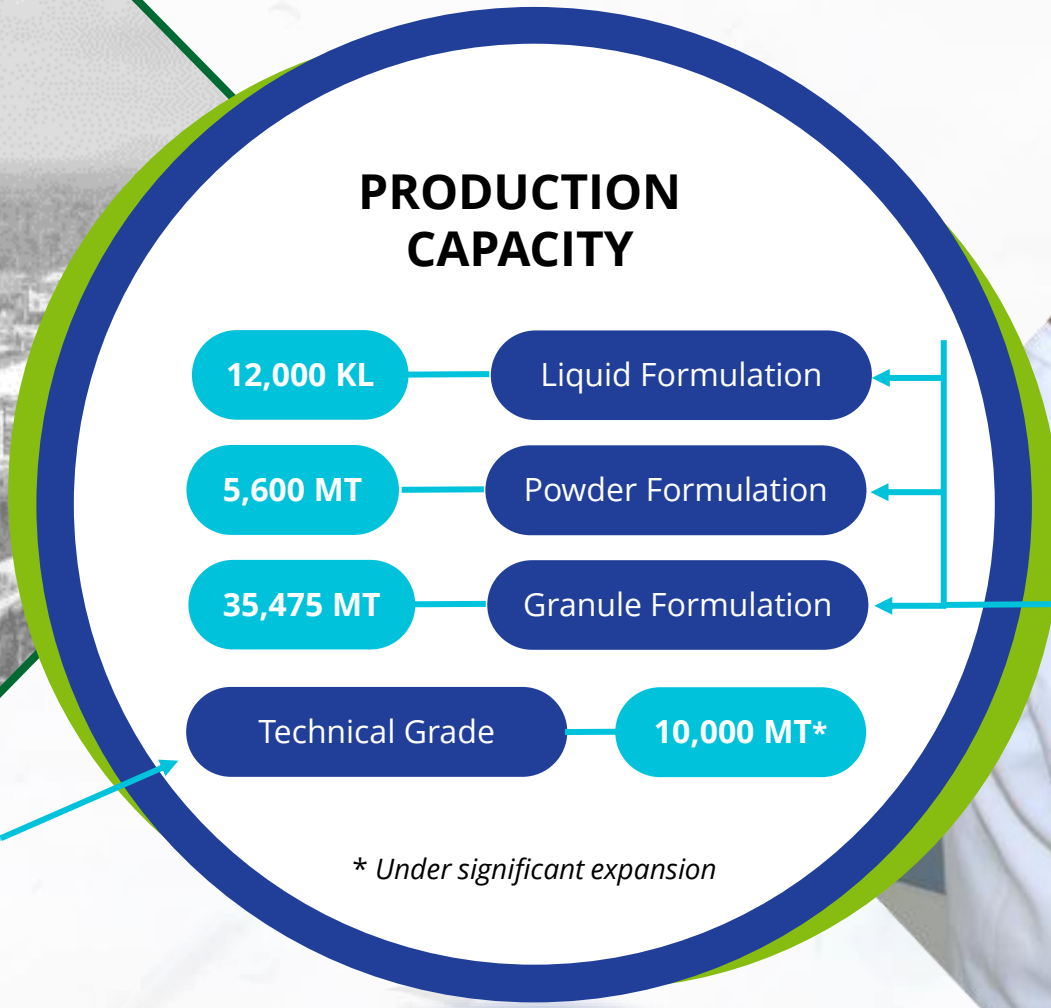 PRODUCTION
CAPACITY
12,000 KL Liquid Formulation
5,600 MT Powder Formulation
35,475 MT Granule Formulation
Technical Grade 10,000 MT*
* Under significant expansion